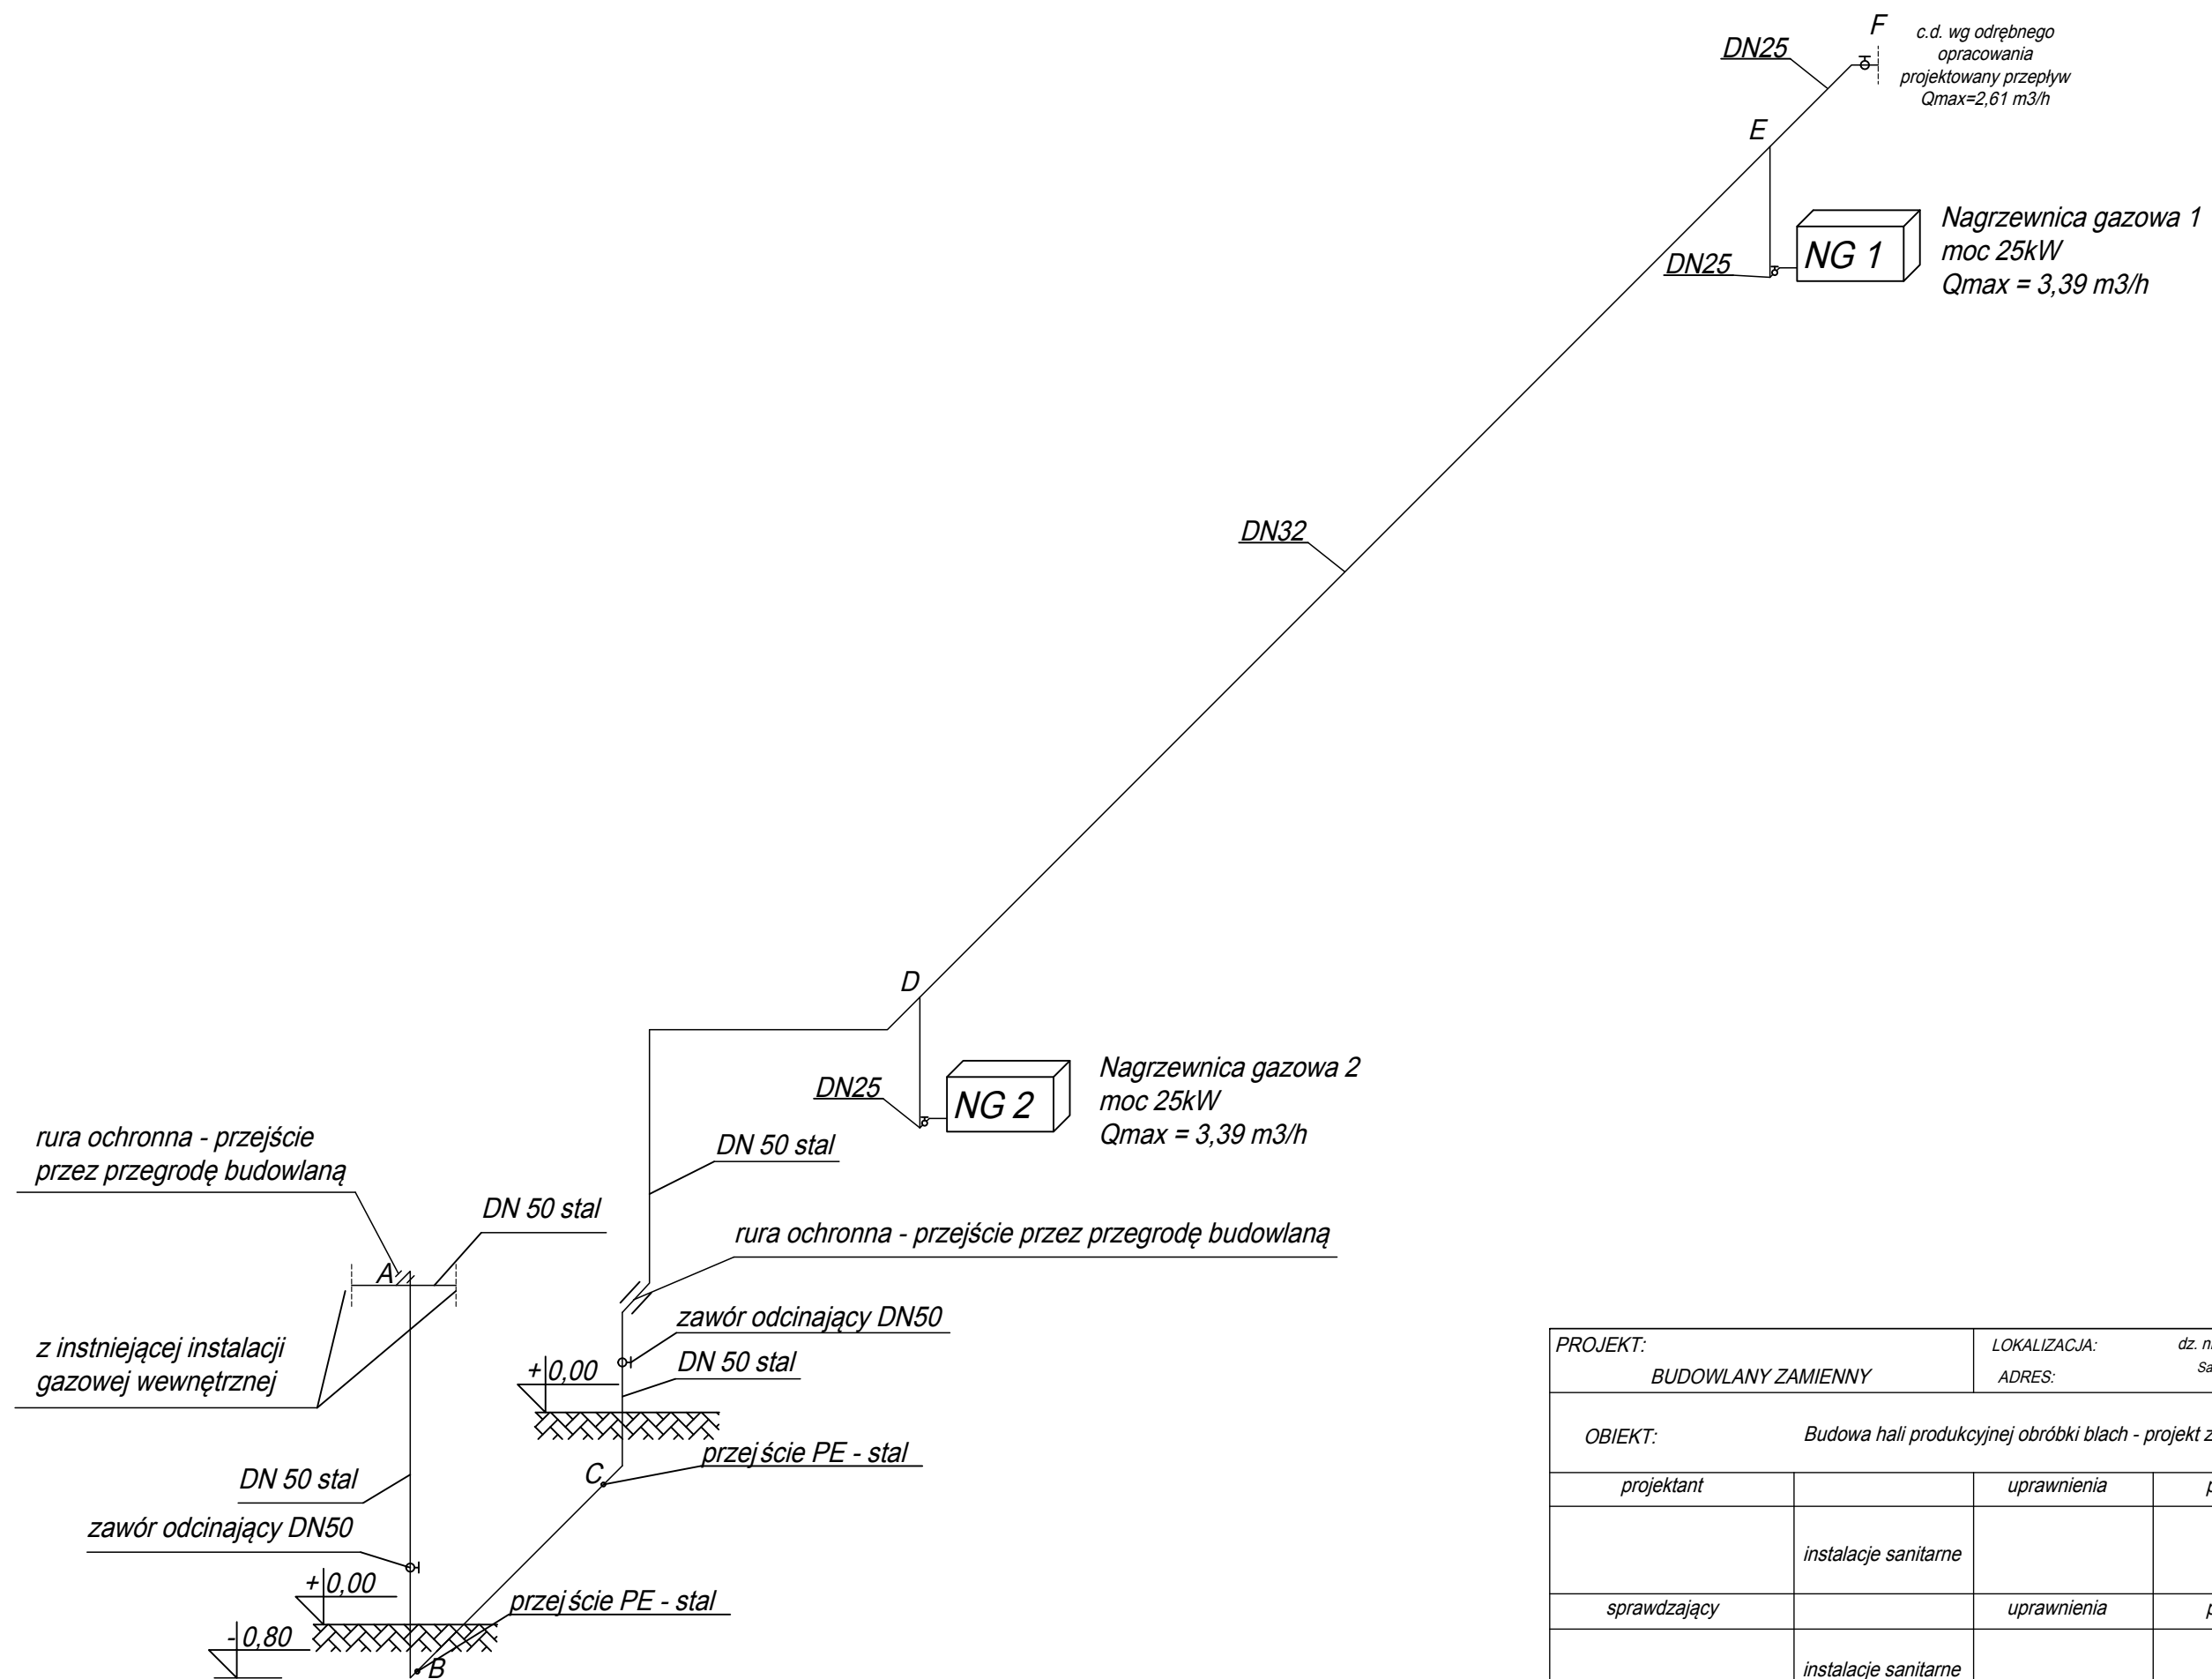 F
c.d. wg odrębnego
opracowania
projektowany przepływ
Qmax=2,61 m3/h
DN25
E
Nagrzewnica gazowa 1
moc 25kW
Qmax = 3,39 m3/h
NG 1
DN25
DN32
D
Nagrzewnica gazowa 2
moc 25kW
Qmax = 3,39 m3/h
NG 2
DN25
DN 50 stal
rura ochronna - przejście
przez przegrodę budowlaną
DN 50 stal
rura ochronna - przejście przez przegrodę budowlaną
A
zawór odcinający DN50
z instniejącej instalacji
gazowej wewnętrznej
+0,00
DN 50 stal
przejście PE - stal
C
DN 50 stal
zawór odcinający DN50
+0,00
przejście PE - stal
-0,80
B
PROJEKT:
BUDOWLANY ZAMIENNY
LOKALIZACJA: dz.
ADRES:
OBIEKT: Budowa hali produkcyjnej obróbki blach - projekt
projektant uprawnienia
instalacje sanitarne
sprawdzający uprawnienia
instalacje sanitarne